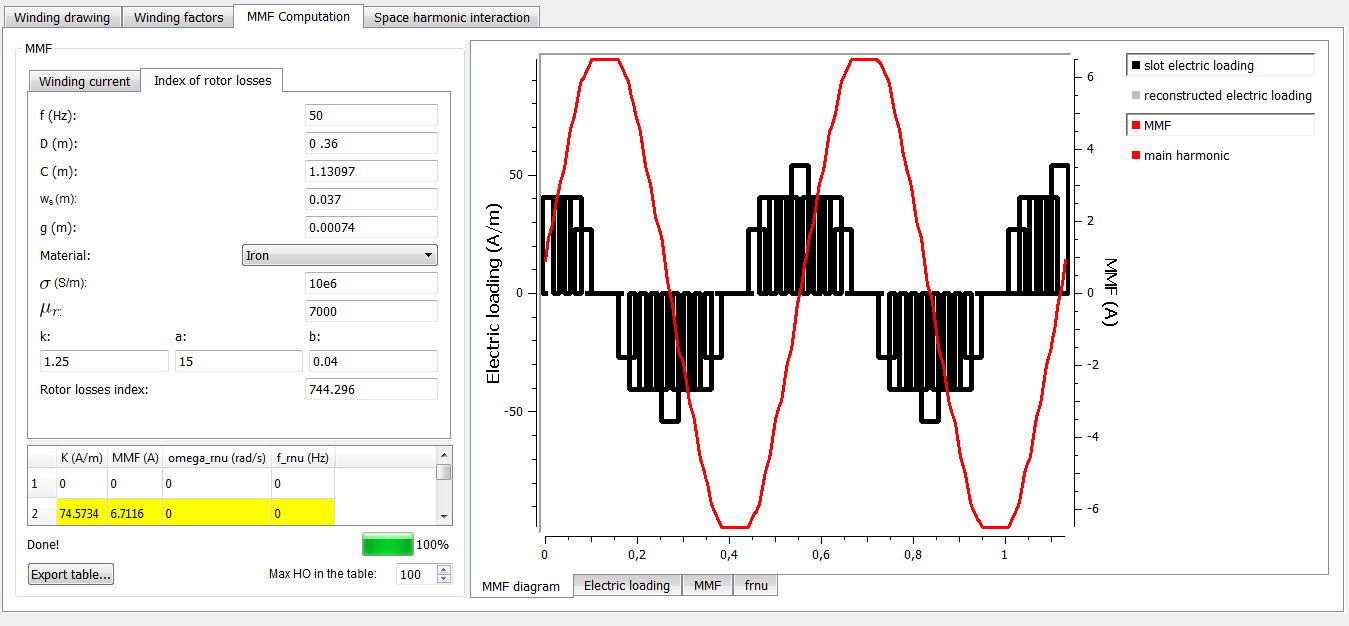 Winding drawing Winding factors MMF Computation Space harmonic interaction
MMF
Winding current Index of rotor losses
f (Hz): 50
D (m): 0 .36
C (m): 1.13097
ws (m): 0.037
g (m): 0.00074
Material: Iron
σ (S/m): 10e6
μr: 7000
k: a: b:
1.25 15 0.04
Rotor losses index: 744.296
K (A/m) MMF (A) omega_rnu (rad/s) f_rnu (Hz)
1 0 0 0 0
2 74.5734 6.7116 0 0
Done! 100%
Export table... Max HO in the table: 100
Electric loading (A/m)
50
0
-50
6
4
2
0
-2
-4
-6
MMF (A)
0 0,2 0,4 0,6 0,8 1
slot electric loading
reconstructed electric loading
MMF
main harmonic
MMF diagram Electric loading MMF frnu